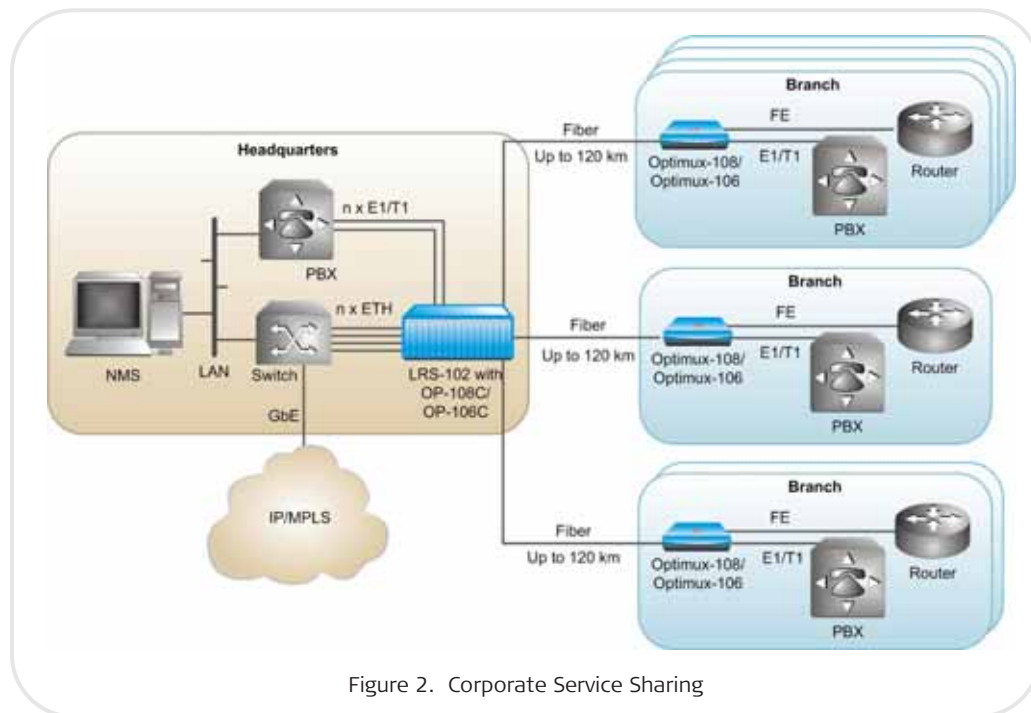 Headquarters
n x E1/T1
PBX
n x ETH
NMS
LAN
Switch
LRS-102 with
OP-108C/
OP-106C
GbE
IP/MPLS
Fiber
Up to 120 km
Branch
FE
Optimux-108/
Optimux-106
E1/T1
Router
PBX
Fiber
Up to 120 km
Branch
FE
Optimux-108/
Optimux-106
E1/T1
Router
PBX
Fiber
Up to 120 km
Branch
FE
Optimux-108/
Optimux-106
E1/T1
Router
PBX
Figure 2. Corporate Service Sharing